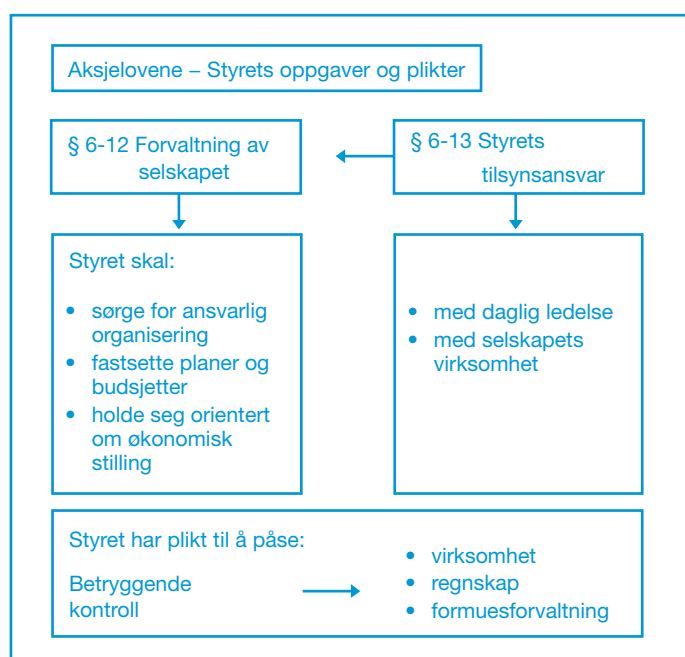 Aksjelovene – Styrets oppgaver og plikter
§ 6-12 Forvaltning av
selskapet
§ 6-13 Styrets
tilsynsansvar
Styret skal:
• sørge for ansvarlig
organisering
• fastsette planer og
budsjetter
• holde seg orientert
om økonomisk
stilling
• med daglig ledelse
• med selskapets
virksomhet
Styret har plikt til å påse:
Betryggende
kontroll
• virksomhet
• regnskap
• formuesforvaltning